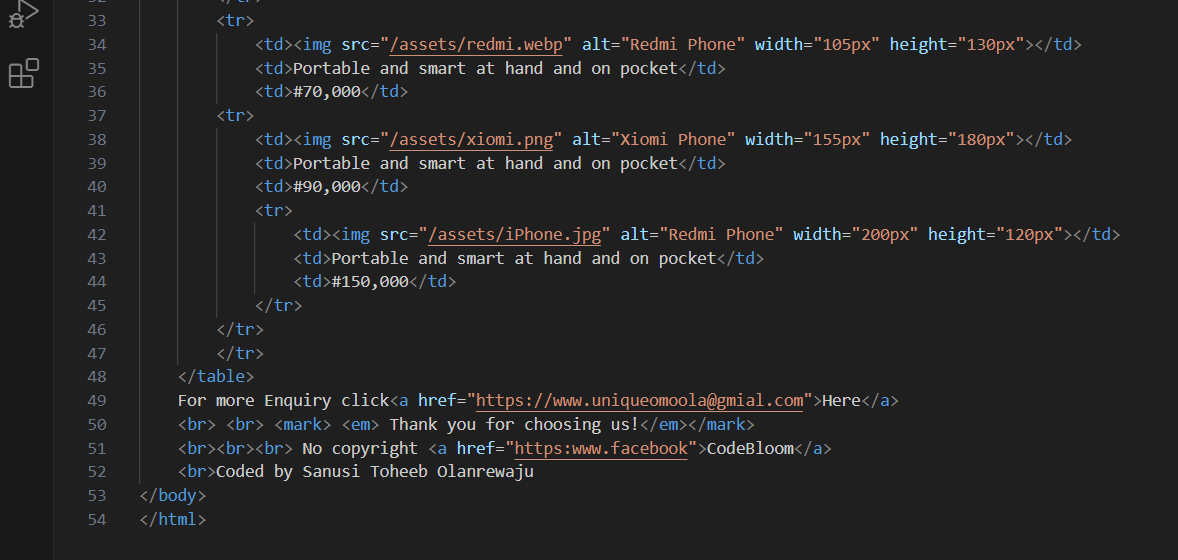 32 </tr>
33 <tr>
34 <td><img src="/assets/redmi.webp" alt="Redmi Phone" width="105px" height="130px"></td>
35 <td>Portable and smart at hand and on pocket</td>
36 <td>#70,000</td>
37 <tr>
38 <td><img src="/assets/xiomi.png" alt="Xiomi Phone" width="155px" height="180px"></td>
39 <td>Portable and smart at hand and on pocket</td>
40 <td>#90,000</td>
41 <tr>
42 <td><img src="/assets/iPhone.jpg" alt="Redmi Phone" width="200px" height="120px"></td>
43 <td>Portable and smart at hand and on pocket</td>
44 <td>#150,000</td>
45 </tr>
46 </tr>
47 </tr>
48 </table>
49 For more Enquiry click<a href="https://www.uniqueomoola@gmial.com">Here</a>
50 <br> <br> <mark> <em> Thank you for choosing us!</em></mark>
51 <br><br><br> No copyright <a href="https:www.facebook">CodeBloom</a>
52 <br>Coded by Sanusi Toheeb Olanrewaju
53 </body>
54 </html>